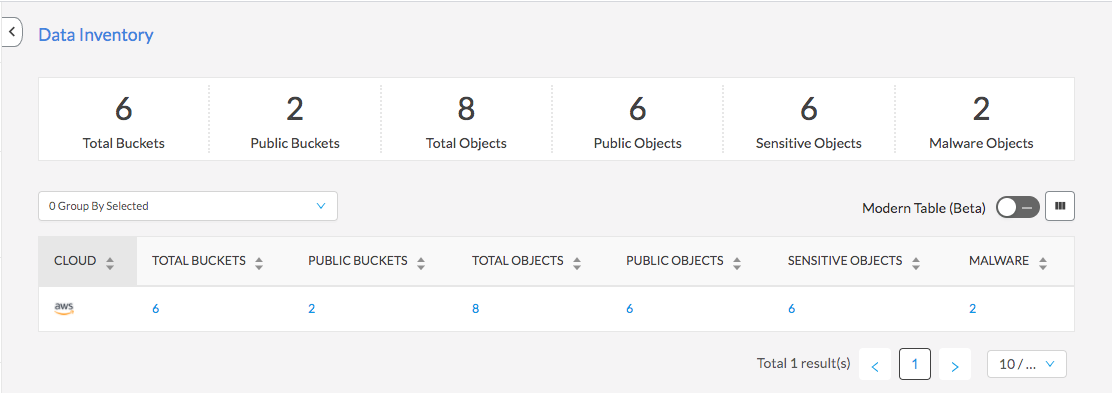 Data Inventory
6 2 8 6 6 2
Total Buckets Public Buckets Total Objects Public Objects Sensitive Objects Malware Objects
0 Group By Selected
Modern Table (Beta)
CLOUD TOTAL BUCKETS PUBLIC BUCKETS TOTAL OBJECTS PUBLIC OBJECTS SENSITIVE OBJECTS MALWARE
aws 6 2 8 6 6 2
Total 1 result(s) < 1 > 10 / ...